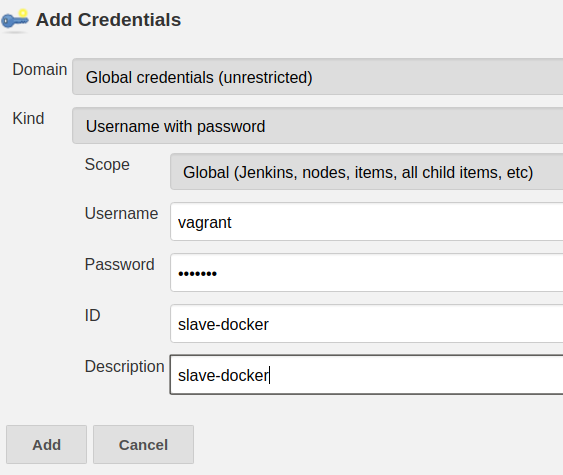 Add Credentials
Domain
Global credentials (unrestricted)
Kind
Username with password
Scope
Global (Jenkins, nodes, items, all child items, etc)
Username
vagrant
Password
•••••••
ID
slave-docker
Description
slave-docker
Add
Cancel